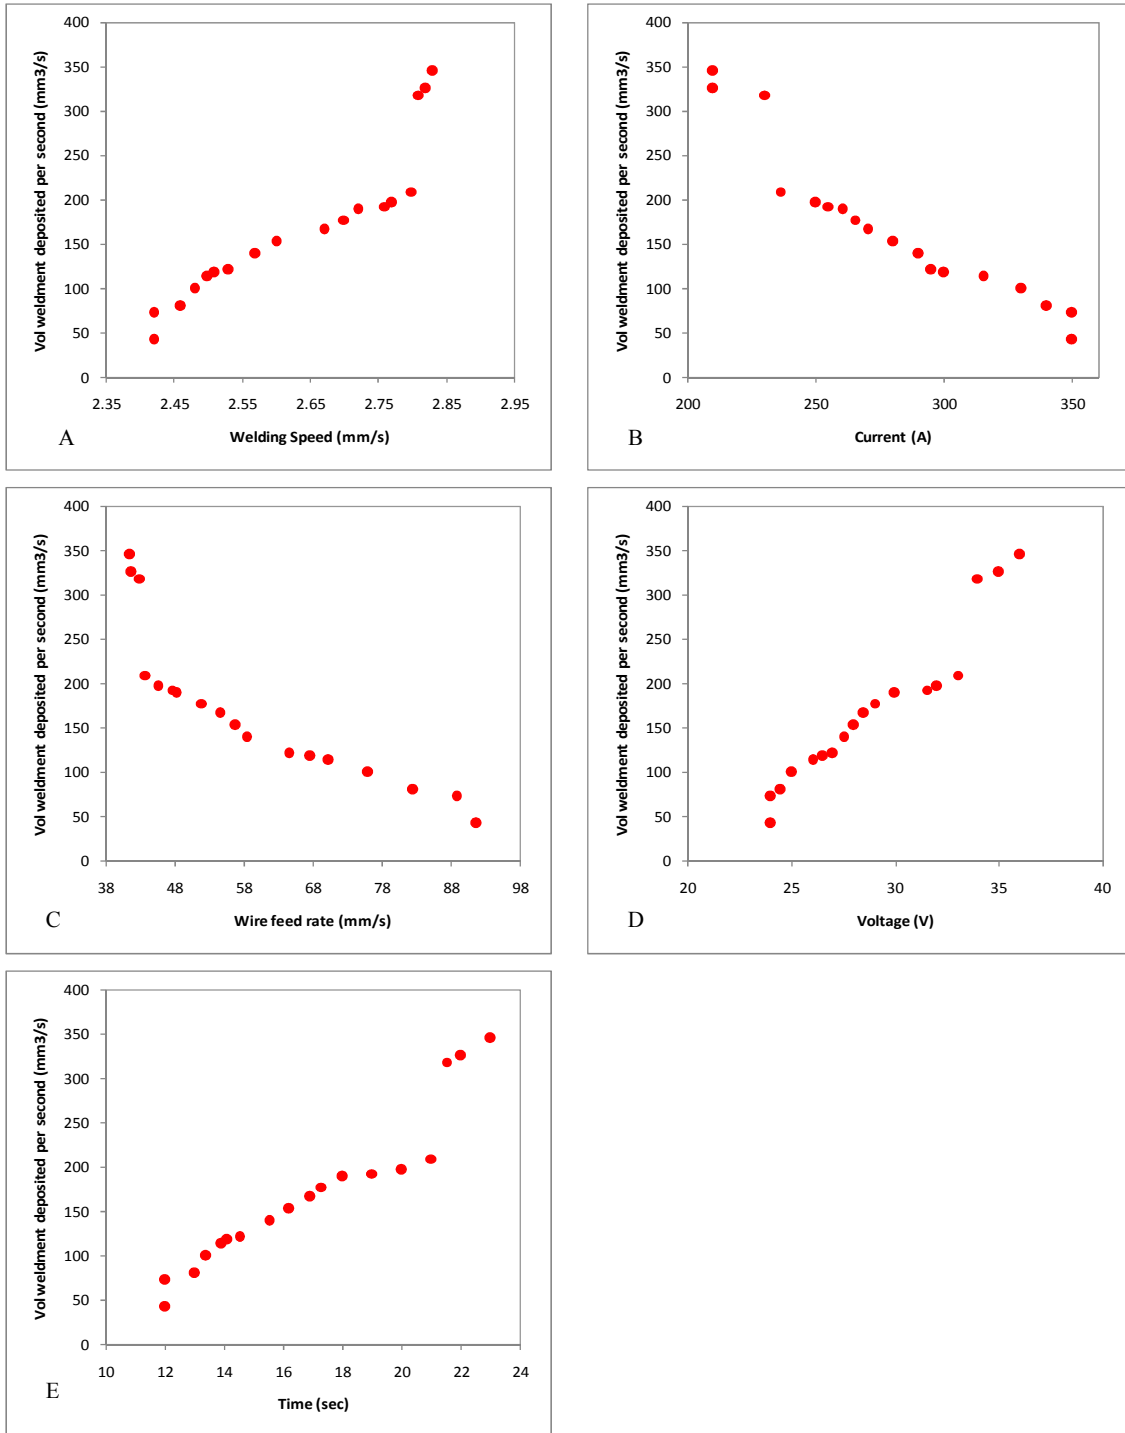 Vol weldment deposited per second (mm3/s)
400
350
300
250
200
150
100
50
0
2.35 2.45 2.55 2.65 2.75 2.85 2.95
Welding Speed (mm/s)
A
Vol weldment deposited per second (mm3/s)
400
350
300
250
200
150
100
50
0
200 250 300 350
Current (A)
B
Vol weldment deposited per second (mm3/s)
400
350
300
250
200
150
100
50
0
38 48 58 68 78 88 98
Wire feed rate (mm/s)
C
Vol weldment deposited per second (mm3/s)
400
350
300
250
200
150
100
50
0
20 25 30 35 40
Voltage (V)
D
Vol weldment deposited per second (mm3/s)
400
350
300
250
200
150
100
50
0
10 12 14 16 18 20 22 24
Time (sec)
E